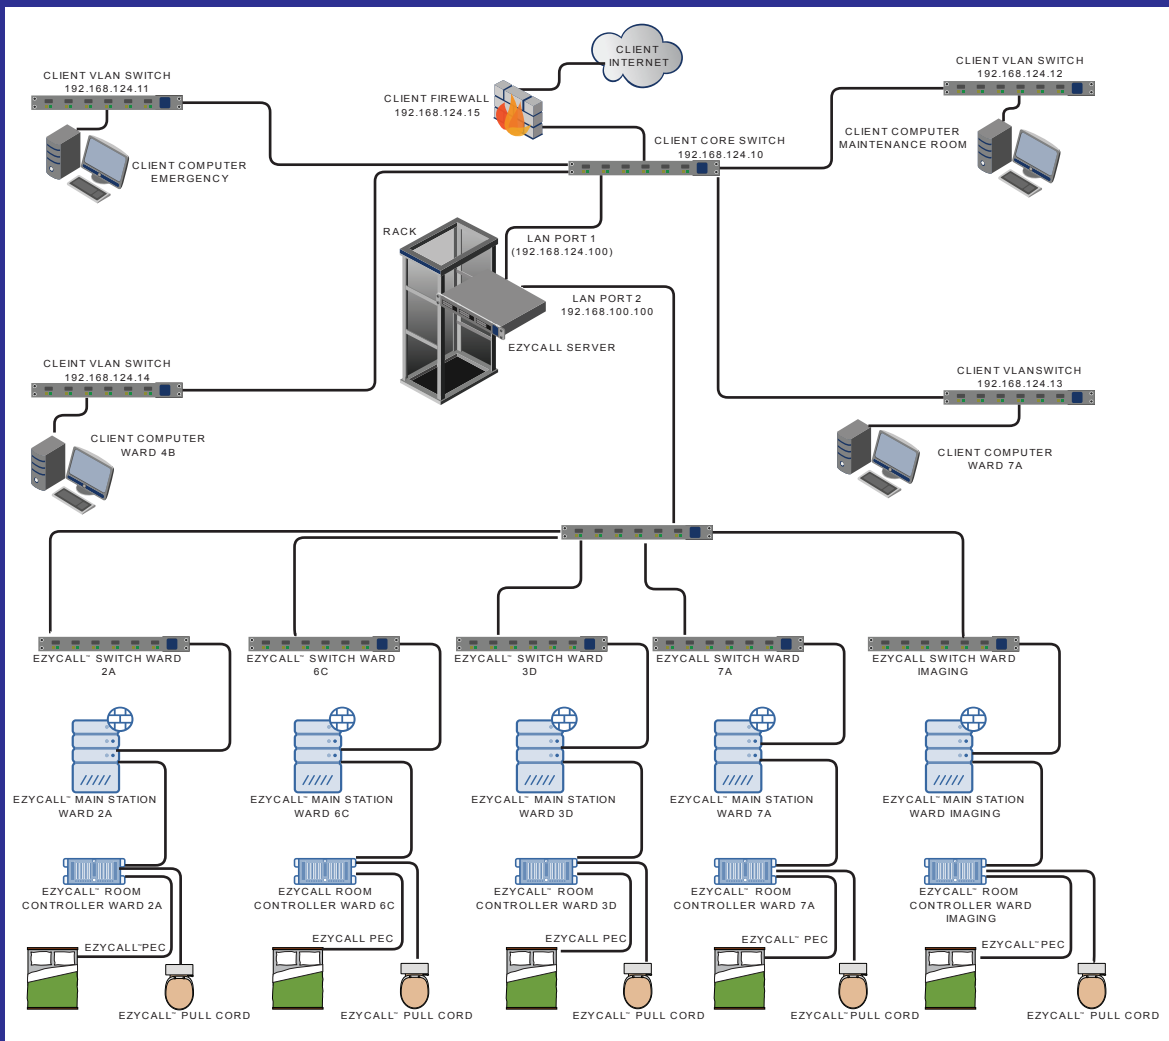 CLIENT
INTERNET
CLIENT VLAN SWITCH
192.168.124.11
CLIENT FIREWALL
192.168.124.15
CLIENT VLAN SWITCH
192.168.124.12
CLIENT COMPUTER
EMERGENCY
CLIENT CORE SWITCH
192.168.124.10
CLIENT COMPUTER
MAINTENANCE ROOM
RACK
LAN PORT 1
(192.168.124.100)
LAN PORT 2
192.168.100.100
EZYCALL SERVER
CLEINT VLAN SWITCH
192.168.124.14
CLIENT VLANSWITCH
192.168.124.13
CLIENT COMPUTER
WARD 4B
CLIENT COMPUTER
WARD 7A
EZYCALL™ SWITCH WARD
2A
EZYCALL™ SWITCH WARD
6C
EZYCALL™ SWITCH WARD
3D
EZYCALL SWITCH WARD
7A
EZYCALL SWITCH WARD
IMAGING
EZYCALL™ MAIN STATION
WARD 2A
EZYCALL™ MAIN STATION
WARD 6C
EZYCALL™ MAIN STATION
WARD 3D
EZYCALL™ MAIN STATION
WARD 7A
EZYCALL™ MAIN STATION
WARD IMAGING
EZYCALL™ ROOM
CONTROLLER WARD 2A
EZYCALL ROOM
CONTROLLER WARD 6C
EZYCALL™ ROOM
CONTROLLER WARD 3D
EZYCALL™ ROOM
CONTROLLER WARD 7A
EZYCALL™ ROOM
CONTROLLER WARD
IMAGING
EZYCALL™PEC
EZYCALL PEC
EZYCALL PEC
EZYCALL™ PEC
EZYCALL™PEC
EZYCALL™ PULL CORD
EZYCALL™ PULL CORD
EZYCALL™ PULL CORD
EZYCALL™PULL CORD
EZYCALL™ PULL CORD